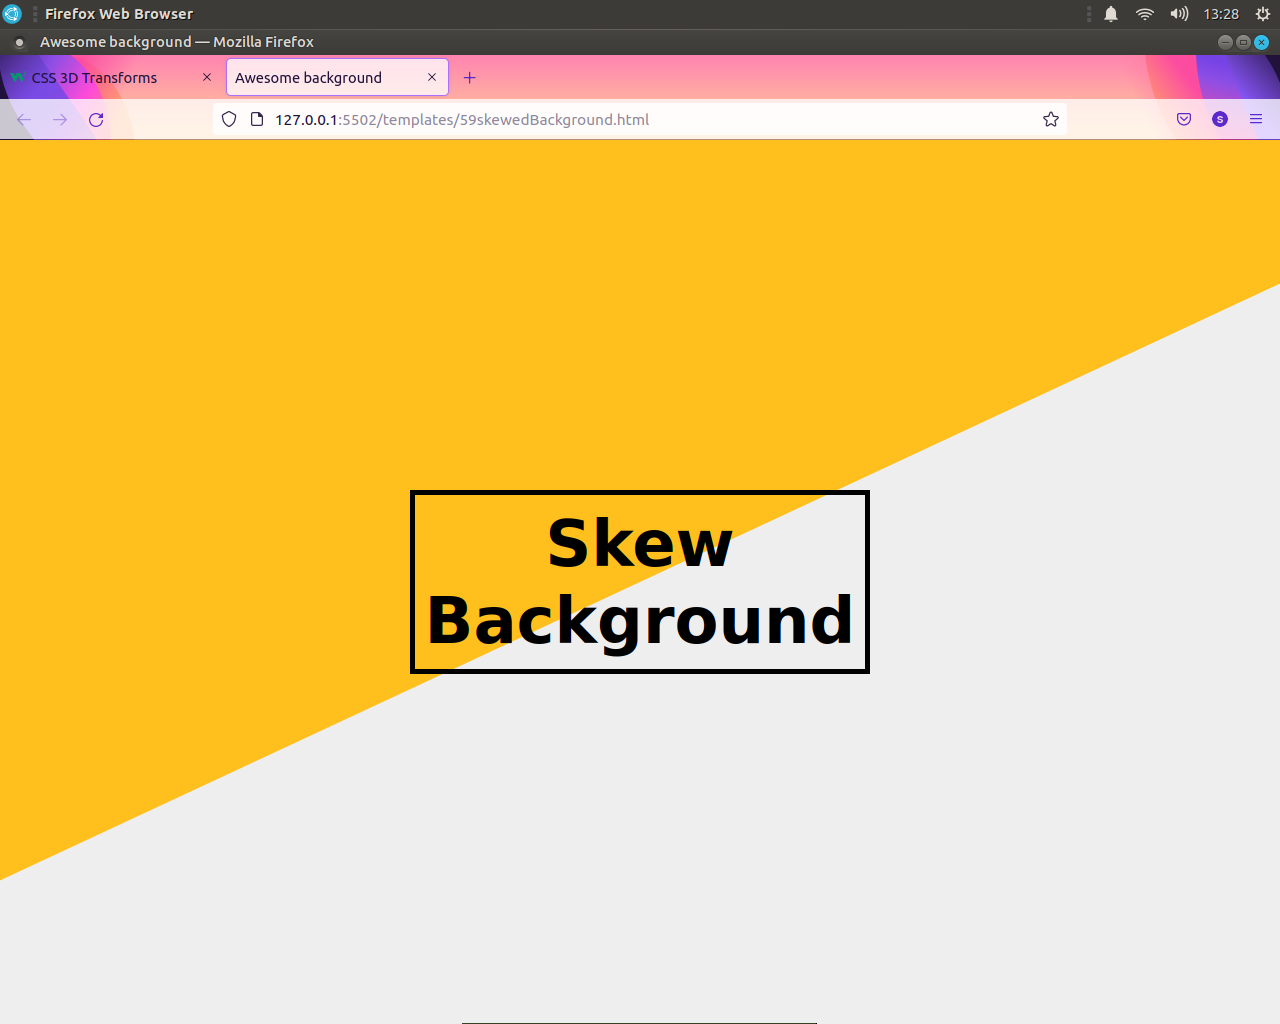 Firefox Web Browser
13:28
Awesome background — Mozilla Firefox
CSS 3D Transforms
Awesome background
127.0.0.1:5502/templates/59skewedBackground.html
S
Skew
Background